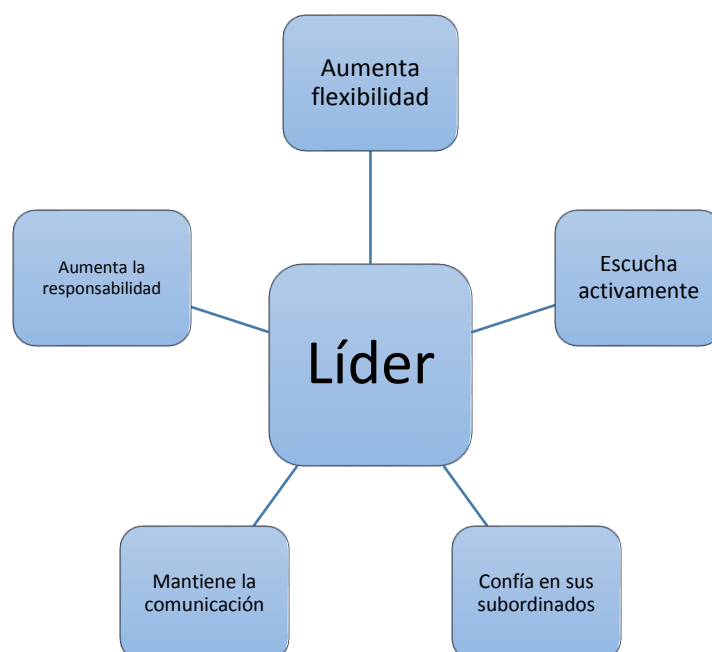 Aumenta
flexibilidad
Escucha
activamente
Aumenta la
responsabilidad
Líder
Mantiene la
comunicación
Confía en sus
subordinados